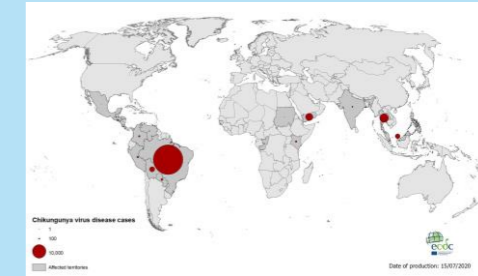 Chikungunya virus disease cases
1
100
10,000
Affected territories
ecdc
Date of production: 15/07/2020